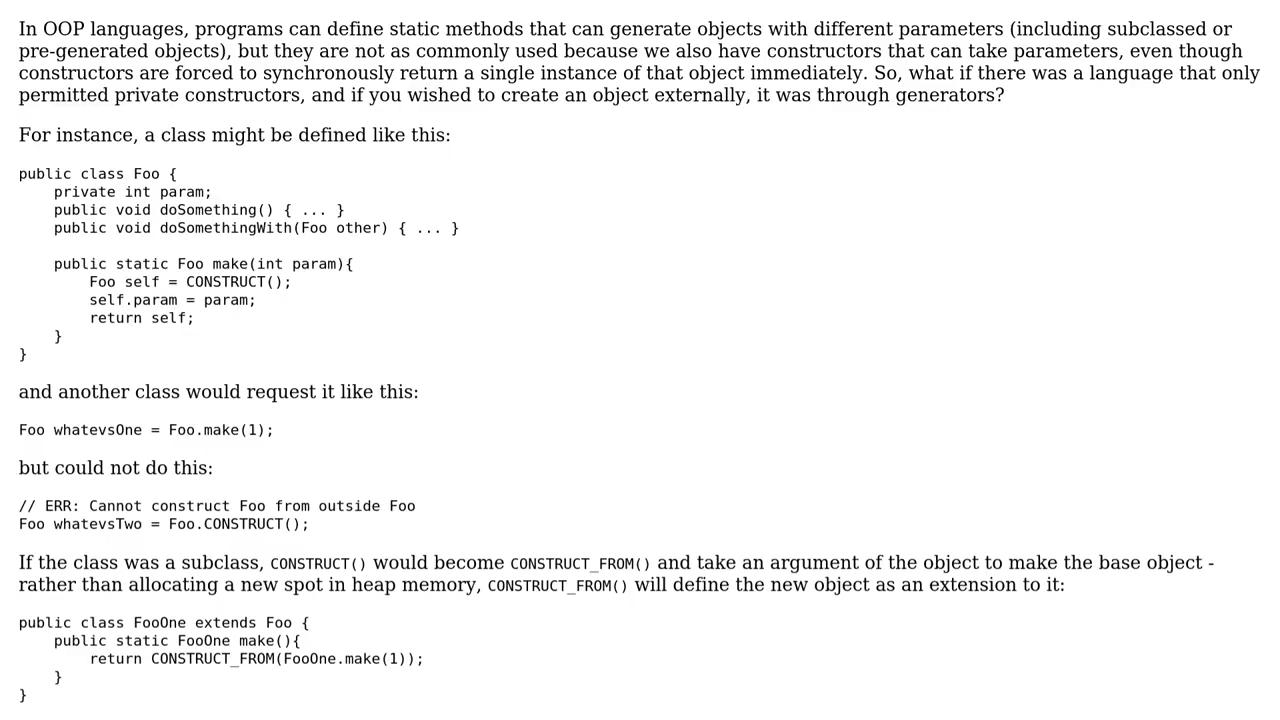 In OOP languages, programs can define static methods that can generate objects with different parameters (including subclassed or
pre-generated objects), but they are not as commonly used because we also have constructors that can take parameters, even though
constructors are forced to synchronously return a single instance of that object immediately. So, what if there was a language that only
permitted private constructors, and if you wished to create an object externally, it was through generators?
For instance, a class might be defined like this:
public class Foo {
    private int param;
    public void doSomething() { ... }
    public void doSomethingWith(Foo other) { ... }
    public static Foo make(int param){
        Foo self = CONSTRUCT();
        self.param = param;
        return self;
    }
}
and another class would request it like this:
Foo whatevsOne = Foo.make(1);
but could not do this:
// ERR: Cannot construct Foo from outside Foo
Foo whatevsTwo = Foo.CONSTRUCT();
If the class was a subclass, CONSTRUCT() would become CONSTRUCT_FROM() and take an argument of the object to make the base object -
rather than allocating a new spot in heap memory, CONSTRUCT_FROM() will define the new object as an extension to it:
public class FooOne extends Foo {
    public static FooOne make(){
        return CONSTRUCT_FROM(FooOne.make(1));
    }
}